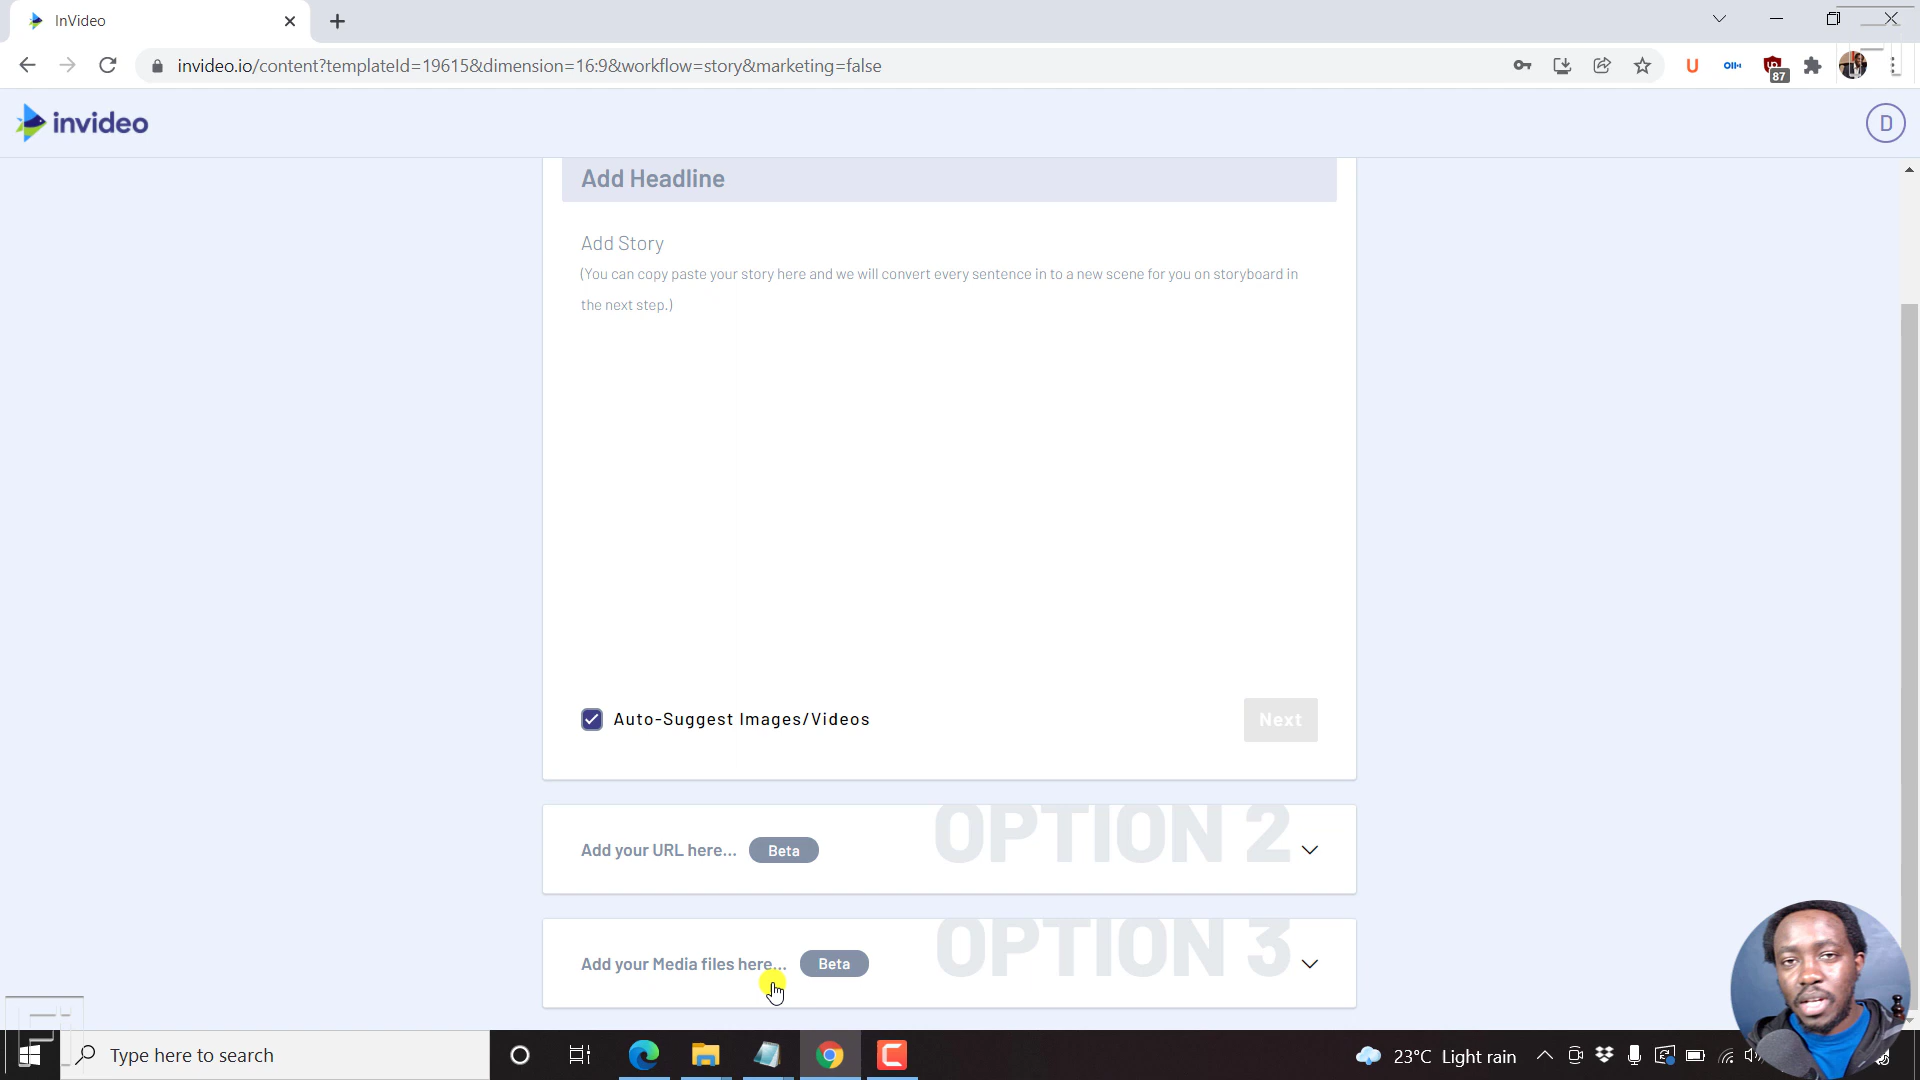 InVideo
invideo.io/content?templateId=19615&dimension=16:9&workflow=story&marketing=false
87
invideo
D
Add Headline
Add Story
(You can copy paste your story here and we will convert every sentence in to a new scene for you on storyboard in
the next step.)
Auto-Suggest Images/Videos
Next
OPTION 2
Add your URL here...
Beta
OPTION 3
Add your Media files here...
Beta
Type here to search
23°C Light rain